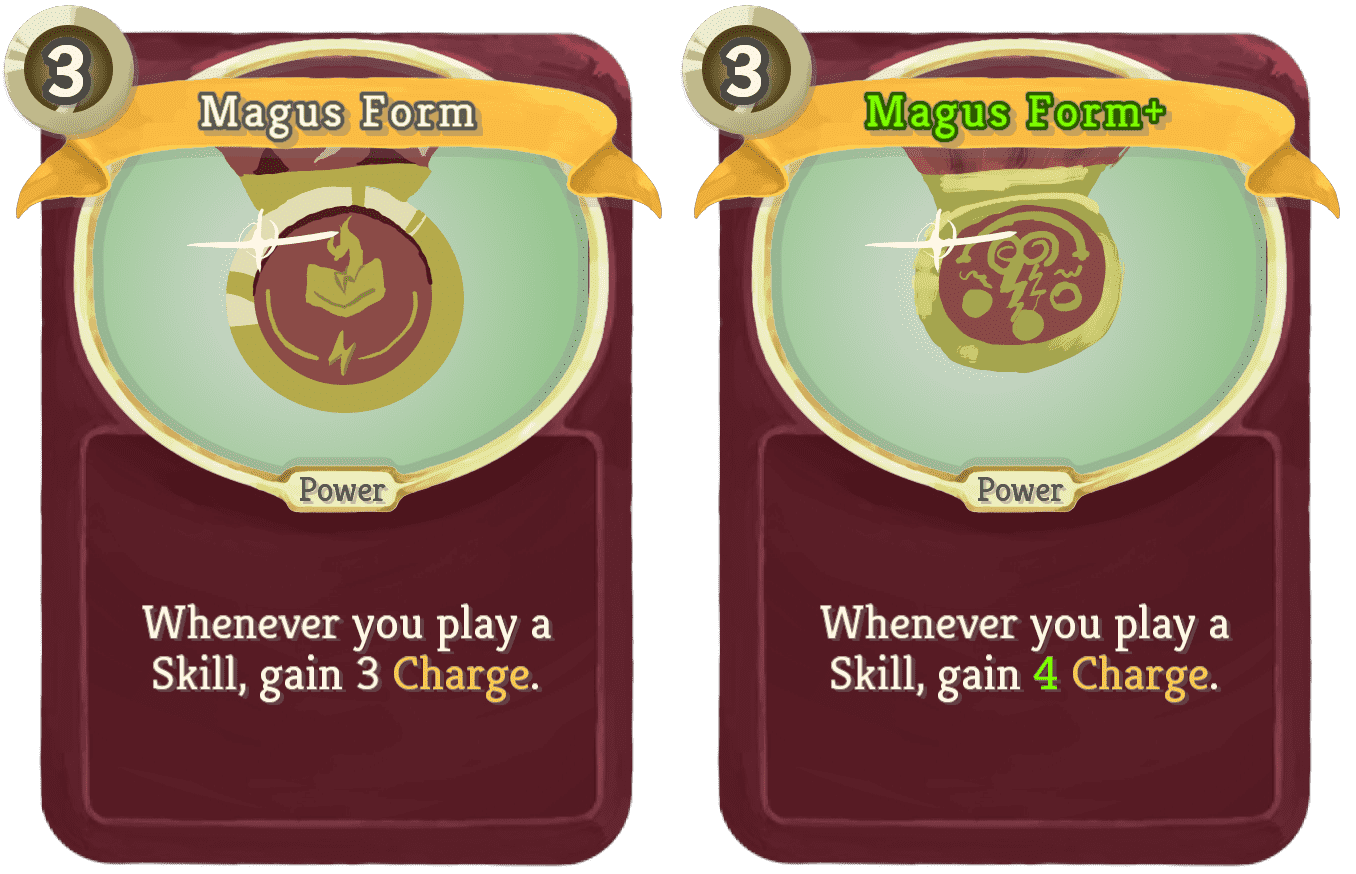 3
Magus Form
Power
Whenever you play a
Skill, gain 3 Charge.
3
Magus Form+
Power
Whenever you play a
Skill, gain 4 Charge.